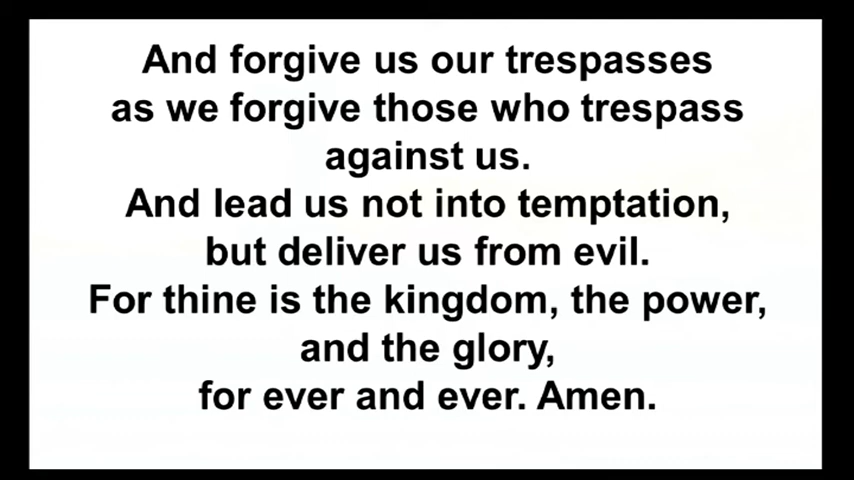 And forgive us our trespasses
as we forgive those who trespass
against us.
And lead us not into temptation,
but deliver us from evil.
For thine is the kingdom, the power,
and the glory,
for ever and ever. Amen.